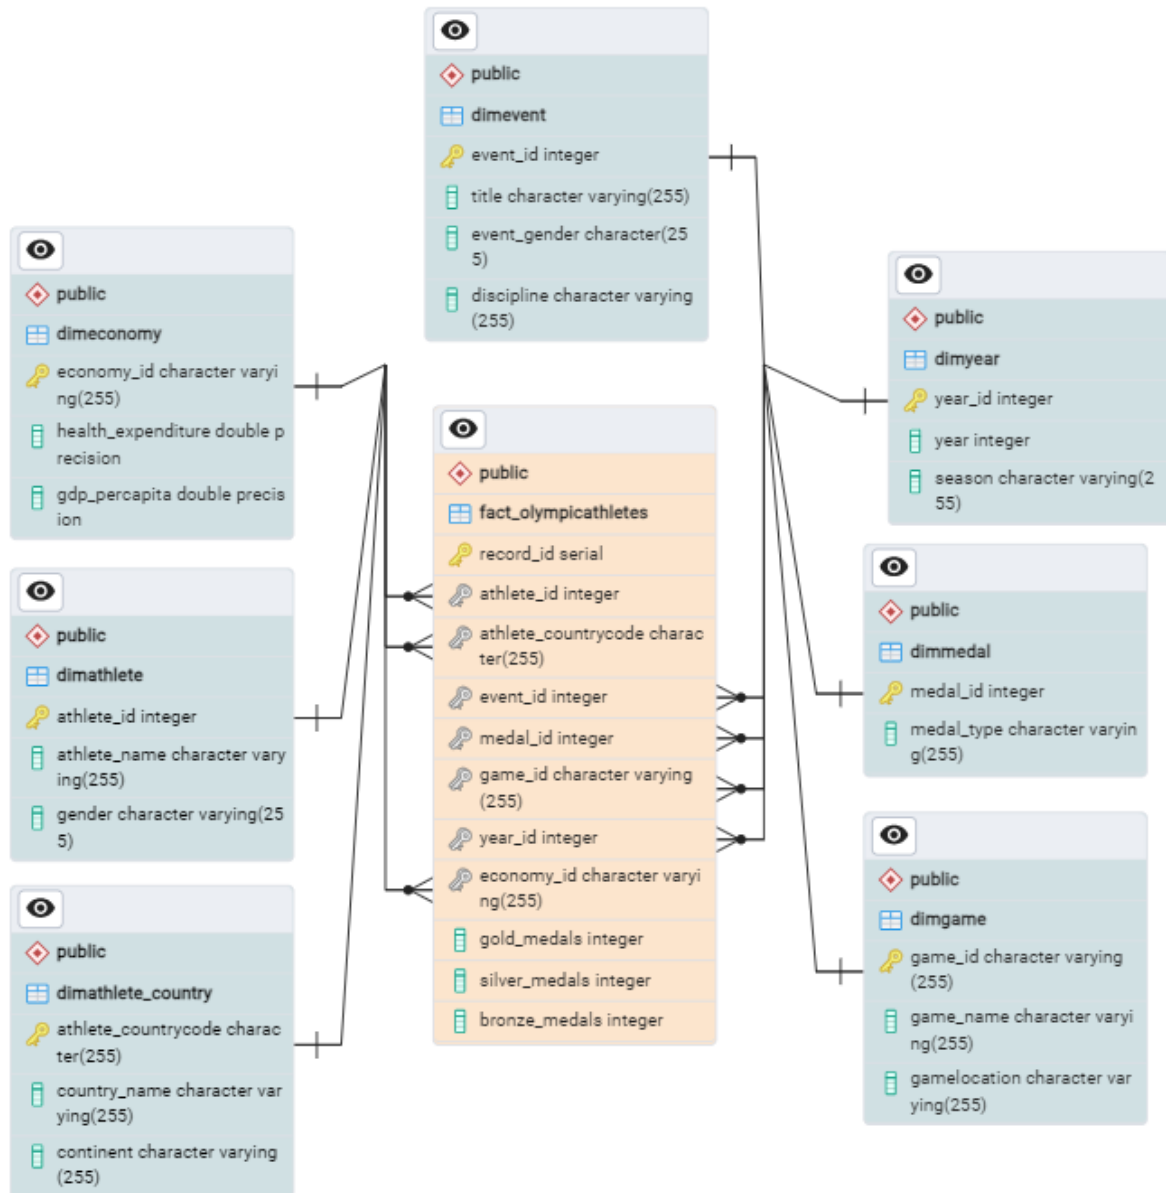 public
dimevent
event_id integer
title character varying(255)
event_gender character(25
5)
discipline character varying
(255)
public
dimeconomy
economy_id character varyi
ng(255)
health_expenditure double p
recision
gdp_percapita double precis
ion
public
dimathlete
athlete_id integer
athlete_name character vary
ing(255)
gender character varying(25
5)
public
dimathlete_country
athlete_countrycode charac
ter(255)
country_name character var
ying(255)
continent character varying
(255)
public
fact_olympicathletes
record_id serial
athlete_id integer
athlete_countrycode charac
ter(255)
event_id integer
medal_id integer
game_id character varying
(255)
year_id integer
economy_id character varyi
ng(255)
gold_medals integer
silver_medals integer
bronze_medals integer
public
dimyear
year_id integer
year integer
season character varying(2
55)
public
dimmedal
medal_id integer
medal_type character varyin
g(255)
public
dimgame
game_id character varying
(255)
game_name character varyi
ng(255)
gamelocation character var
ying(255)